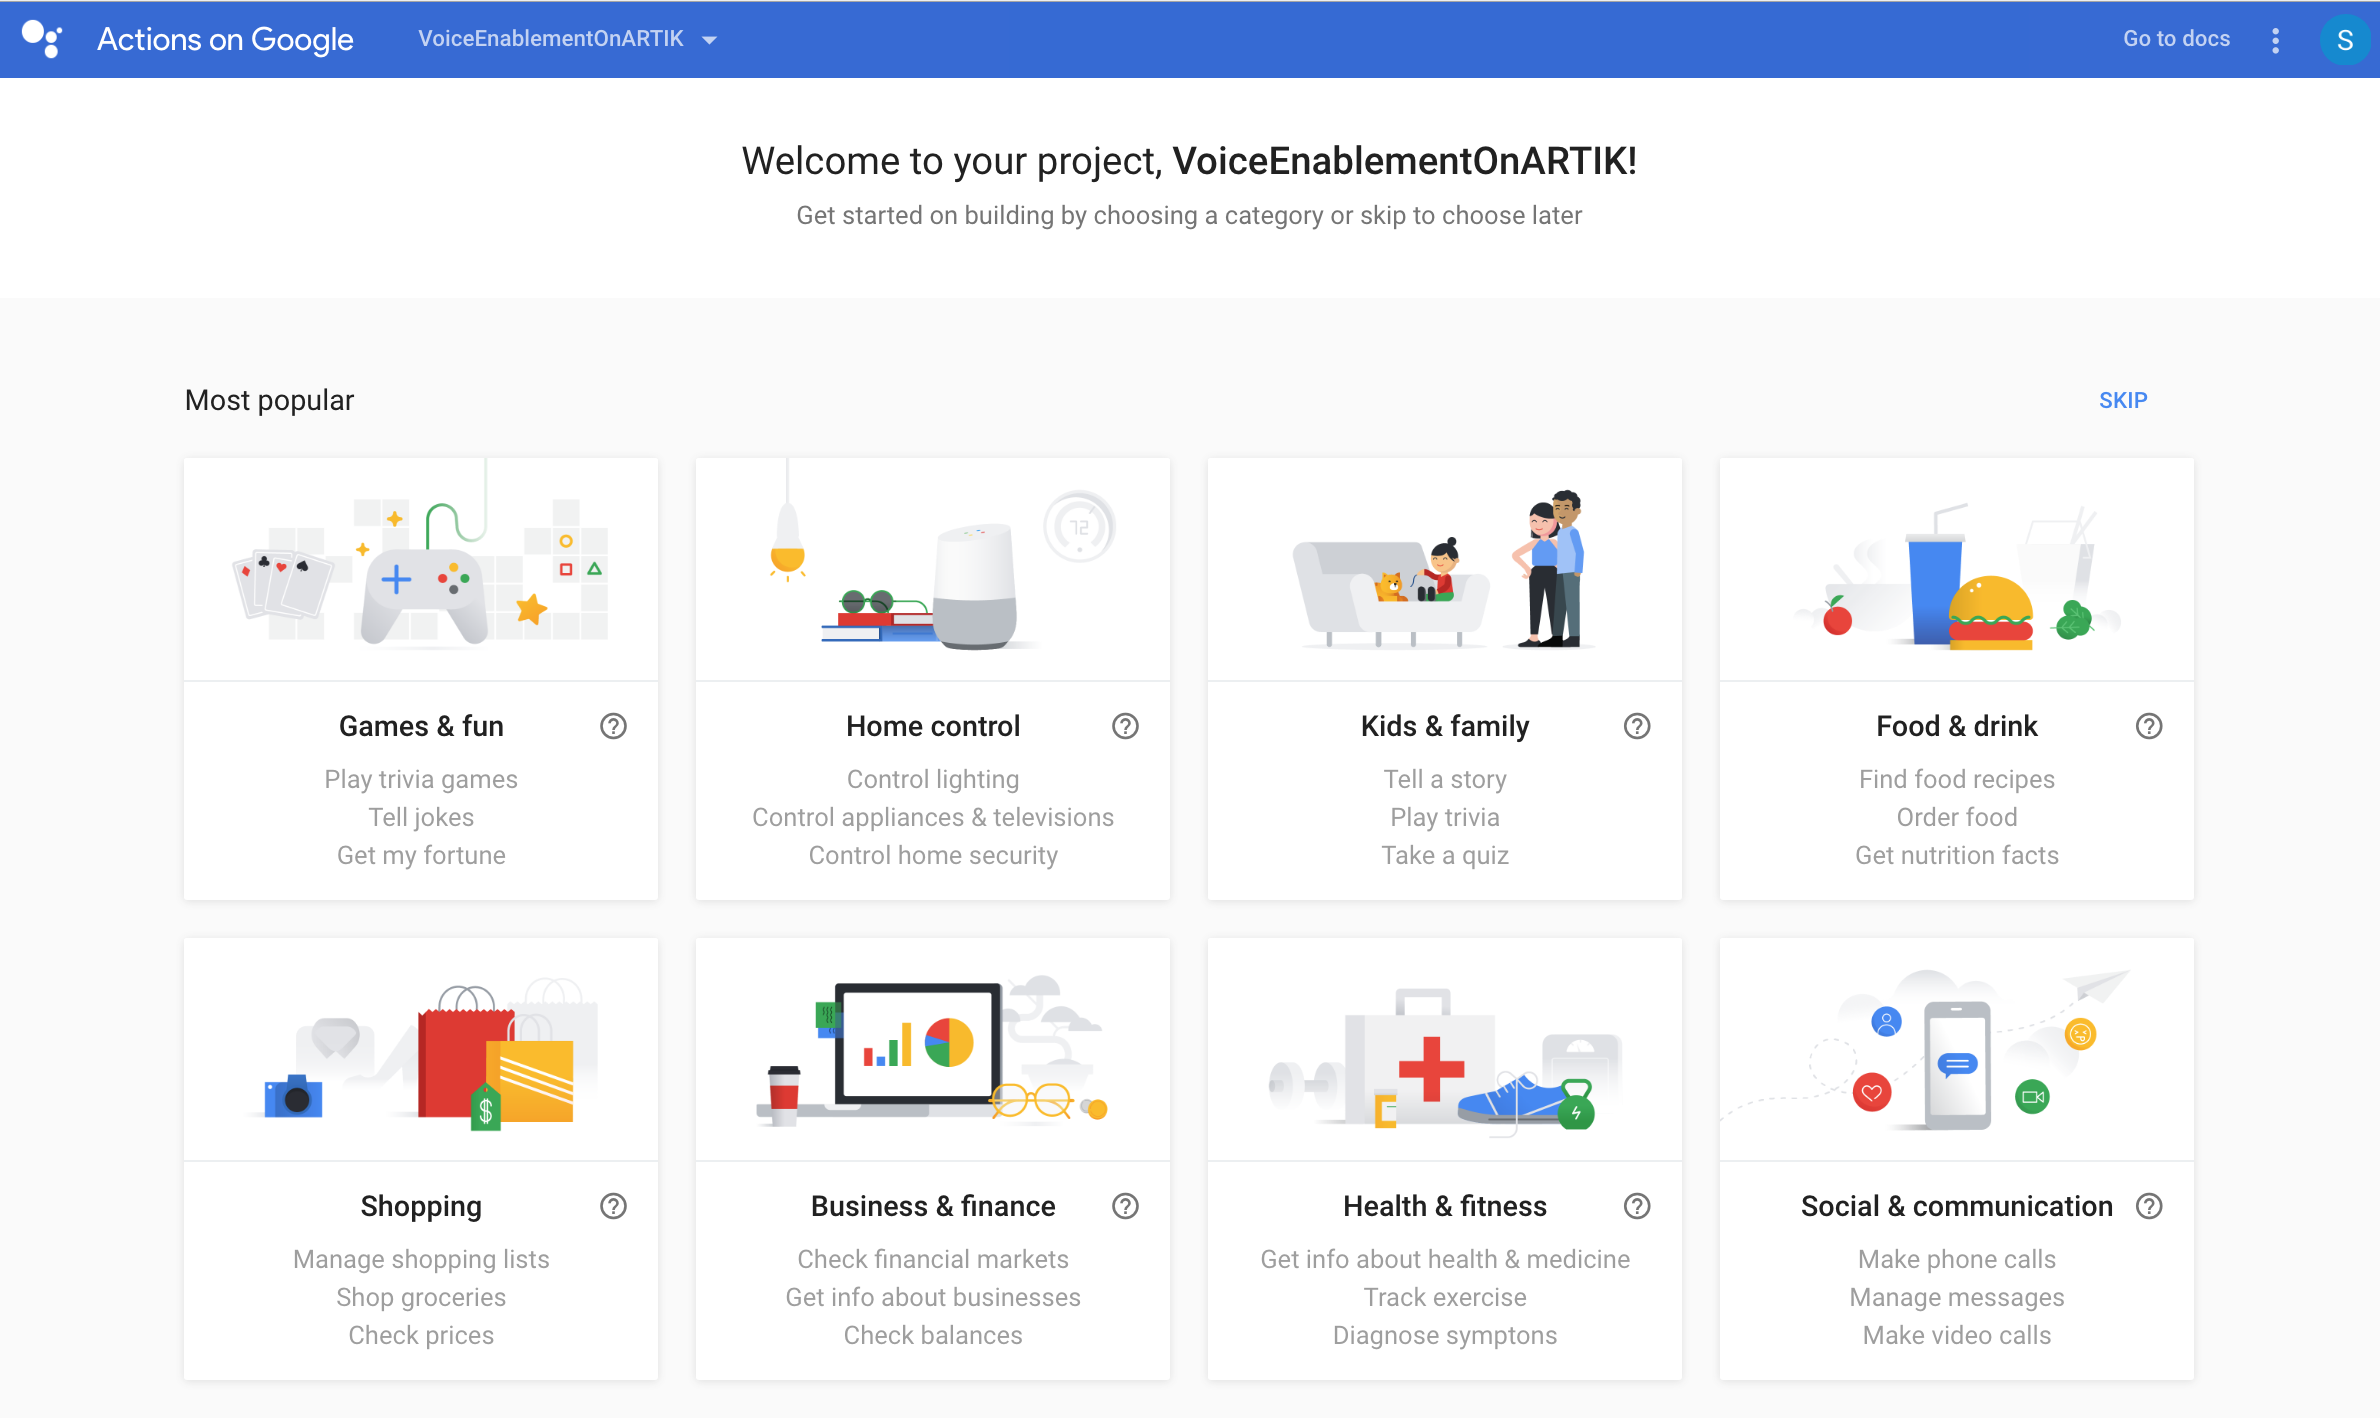 Actions on Google VoiceEnablementOnARTIK Go to docs S
Welcome to your project, VoiceEnablementOnARTIK!
Get started on building by choosing a category or skip to choose later
Most popular SKIP
72
Games & fun
Play trivia games
Tell jokes
Get my fortune
Home control
Control lighting
Control appliances & televisions
Control home security
Kids & family
Tell a story
Play trivia
Take a quiz
Food & drink
Find food recipes
Order food
Get nutrition facts
$
Shopping
Manage shopping lists
Shop groceries
Check prices
Business & finance
Check financial markets
Get info about businesses
Check balances
Health & fitness
Get info about health & medicine
Track exercise
Diagnose symptons
Social & communication
Make phone calls
Manage messages
Make video calls